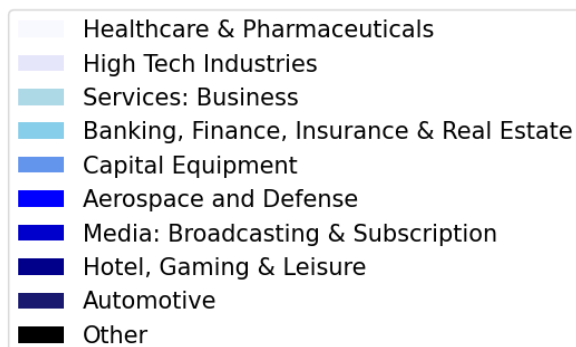 Healthcare & Pharmaceuticals
High Tech Industries
Services: Business
Banking, Finance, Insurance & Real Estate
Capital Equipment
Aerospace and Defense
Media: Broadcasting & Subscription
Hotel, Gaming & Leisure
Automotive
Other